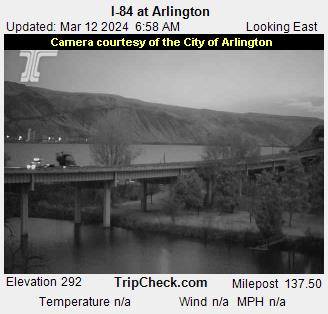 I-84 at Arlington
Updated: Mar 12 2024 6:58 AM Looking East
Camera courtesy of the City of Arlington
Elevation 292 TripCheck.com Milepost 137.50
Temperature n/a Wind n/a MPH n/a